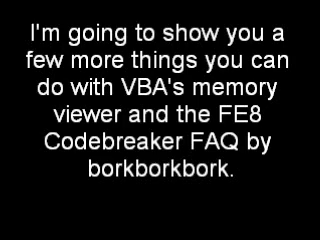 I'm going to show you a
few more things you can
do with VBA's memory
viewer and the FE8
Codebreaker FAQ by
borkborkbork.